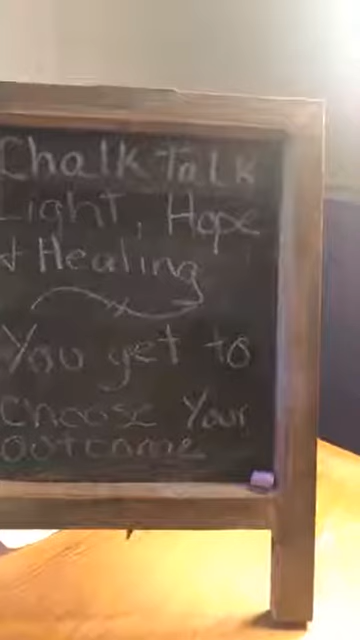 Chalk Talk
Light, Hope
& Healing
You get to
Choose Your
outcome